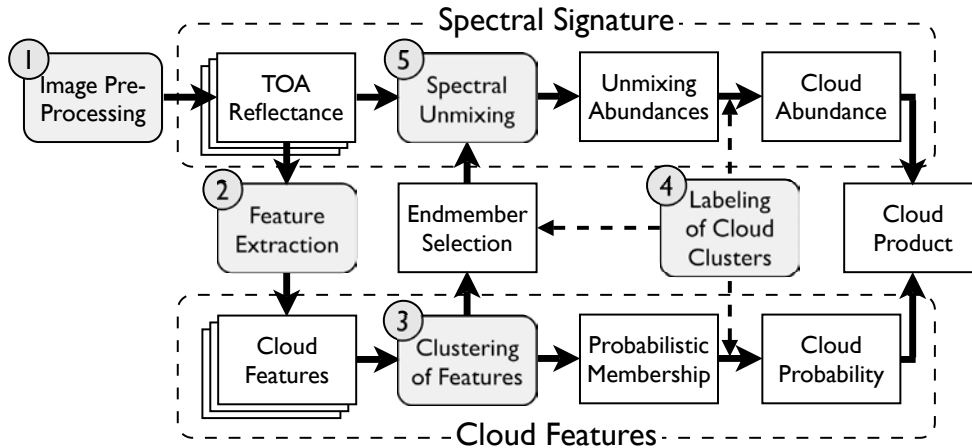 Spectral Signature
1
Image Pre-
Processing
TOA
Reflectance
5
Spectral
Unmixing
Unmixing
Abundances
Cloud
Abundance
2
Feature
Extraction
Endmember
Selection
4
Labeling
of Cloud
Clusters
Cloud
Product
Cloud
Features
3
Clustering
of Features
Probabilistic
Membership
Cloud
Probability
Cloud Features